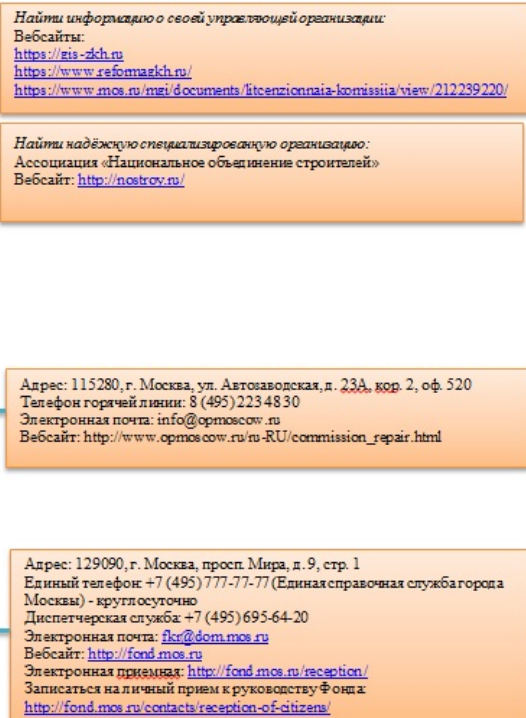 Найти информацию о своей управляющей организации:
Вебсайты:
https://gis-zkh.ru
https://www.reformagkh.ru/
https://www.mos.ru/mgi/documents/litcenzionnaia-komissiia/view/212239220/
Найти надёжную специализированную организацию:
Ассоциация «Национальное объединение строителей»
Вебсайт: http://nostroy.ru/
Адрес: 115280, г. Москва, ул. Автозаводская, д. 23А, кор. 2, оф. 520
Телефон горячей линии: 8 (495) 223 48 30
Электронная почта: info@opmoscow.ru
Вебсайт: http://www.opmoscow.ru/ru-RU/commission_repair.html
Адрес: 129090, г. Москва, просп. Мира, д. 9, стр. 1
Единый телефон: +7 (495) 777-77-77 (Единая справочная служба города
Москвы) - круглосуточно
Диспетчерская служба: +7 (495) 695-64-20
Электронная почта: fkr@dom.mos.ru
Вебсайт: http://fond.mos.ru
Электронная приемная: http://fond.mos.ru/reception/
Записаться на личный прием к руководству Фонда:
http://fond.mos.ru/contacts/reception-of-citizens/